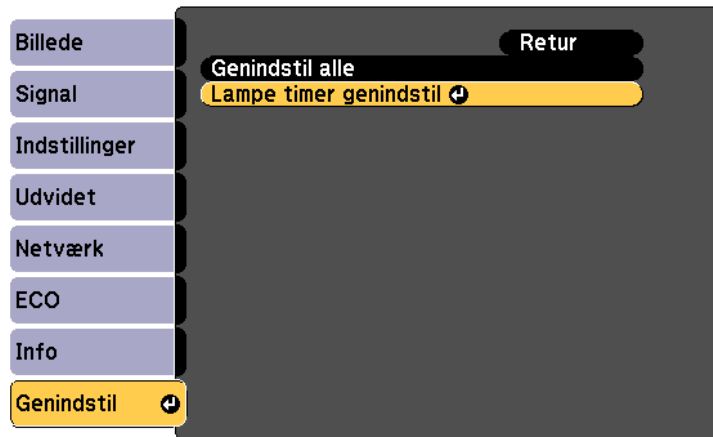 Billede
Signal
Indstillinger
Udvidet
Netværk
ECO
Info
Genindstil
Retur
Genindstil alle
Lampe timer genindstil